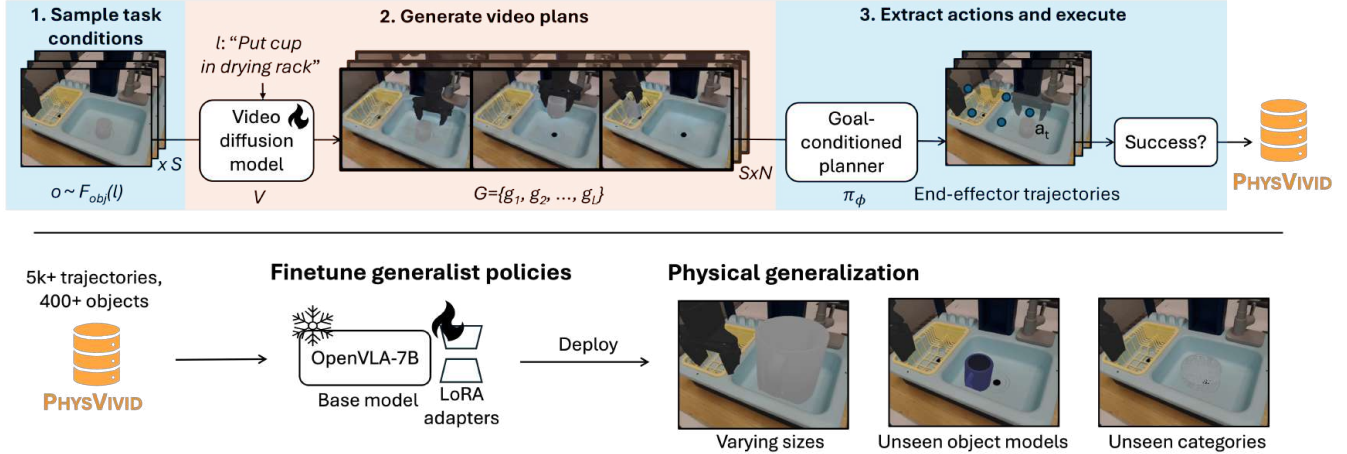 1. Sample task
conditions
2. Generate video plans
3. Extract actions and execute
l: "Put cup
in drying rack"
Video
diffusion
model
Goal-
conditioned
planner
a_t
Success?
x S
SxN
PHYSVIVID
o ~ F_obj(l)
V
G={g_1, g_2, ..., g_L}
π_ϕ
End-effector trajectories
5k+ trajectories,
400+ objects
PHYSVIVID
Finetune generalist policies
OpenVLA-7B
Base model
LoRA
adapters
Deploy
Physical generalization
Varying sizes
Unseen object models
Unseen categories